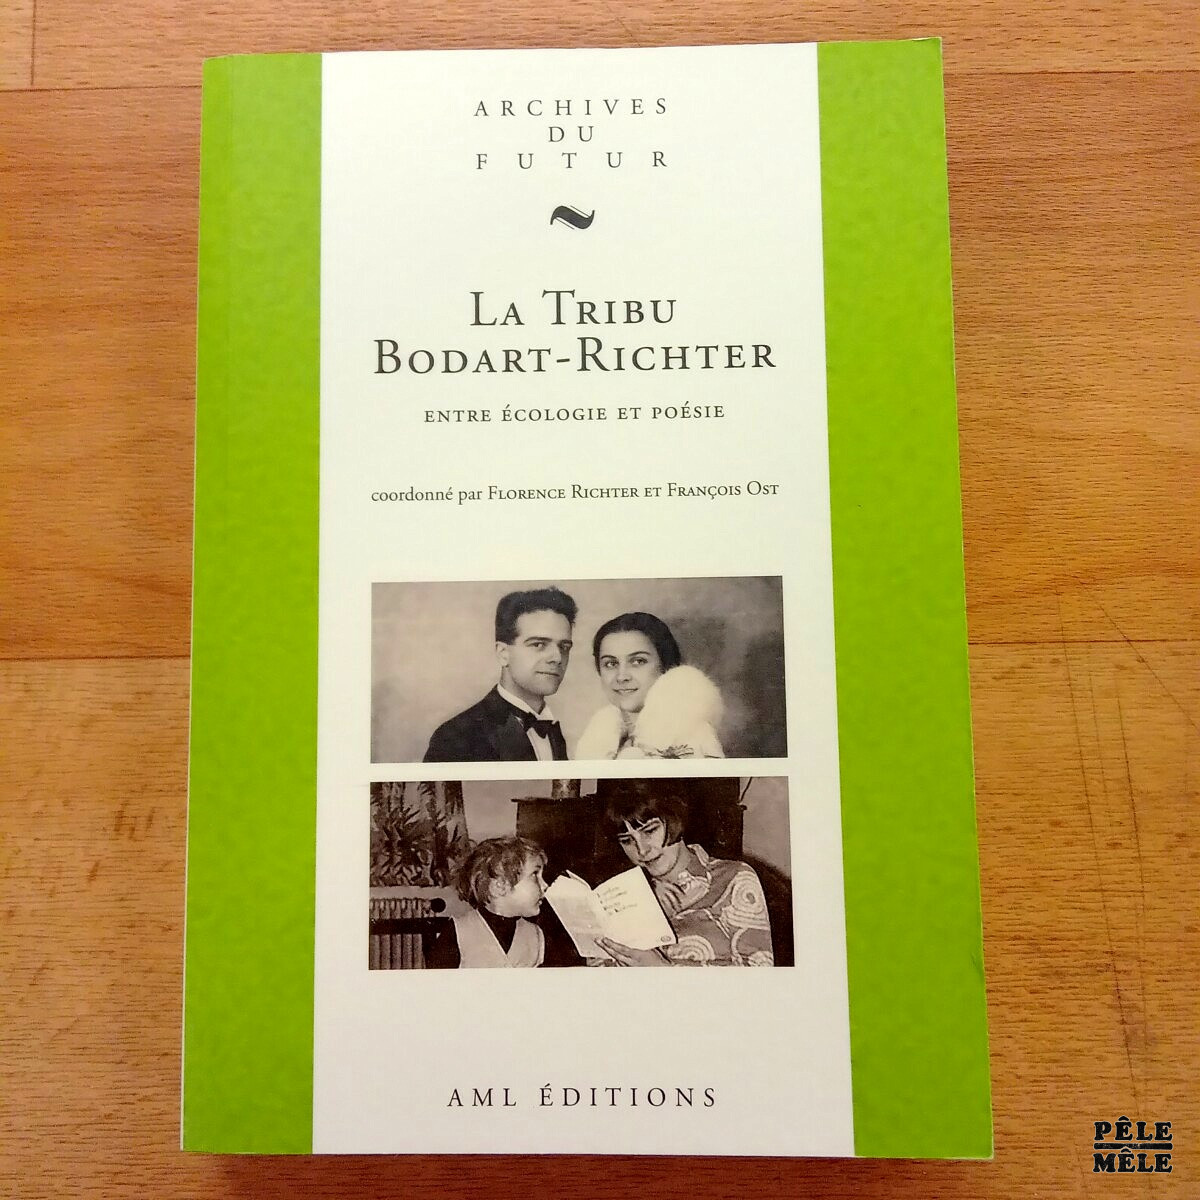 ARCHIVES
DU
FUTUR
LA TRIBU
BODART-RICHTER
ENTRE ÉCOLOGIE ET POÉSIE
coordonné par FLORENCE RICHTER ET FRANÇOIS OST
AML ÉDITIONS
PÊLE
MÊLE